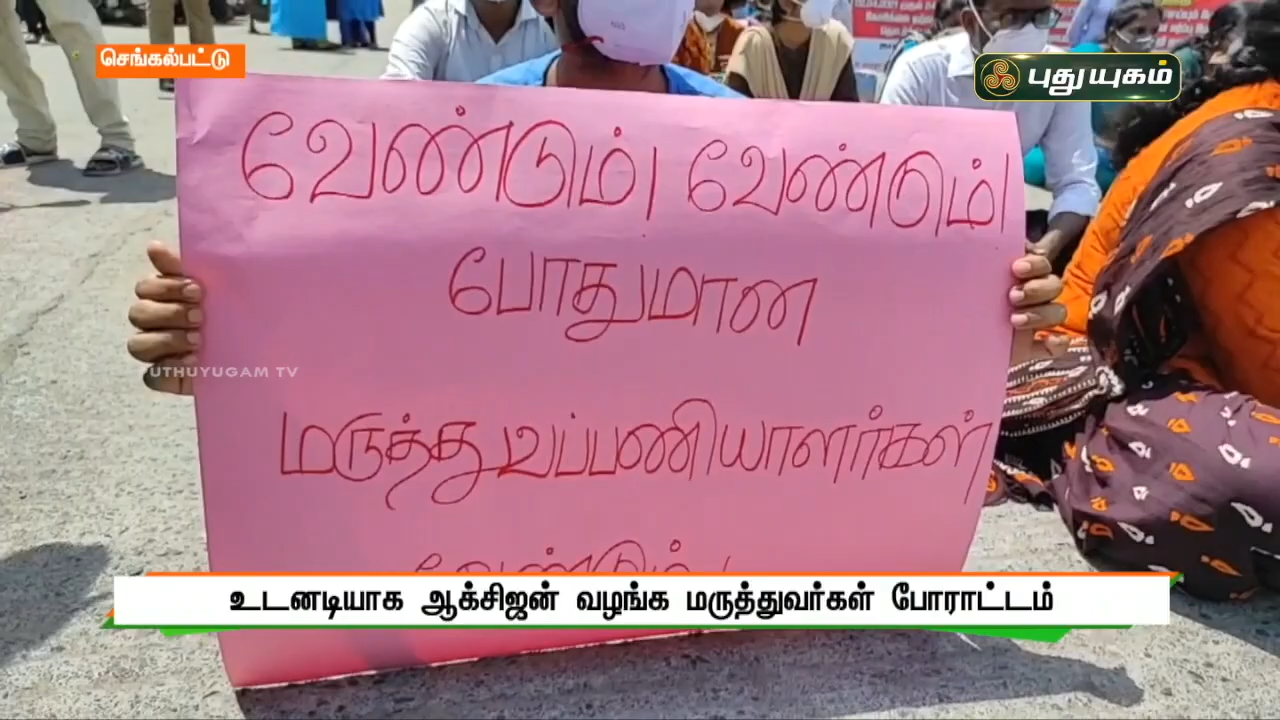 செங்கல்பட்டு
புதுயுகம்
வேண்டும்! வேண்டும்!
போதுமான
UTHUYUGAM TV
மருத்துவப்பணியாளர்கள்
வேண்டும் !
உடனடியாக ஆக்சிஜன் வழங்க மருத்துவர்கள் போராட்டம்